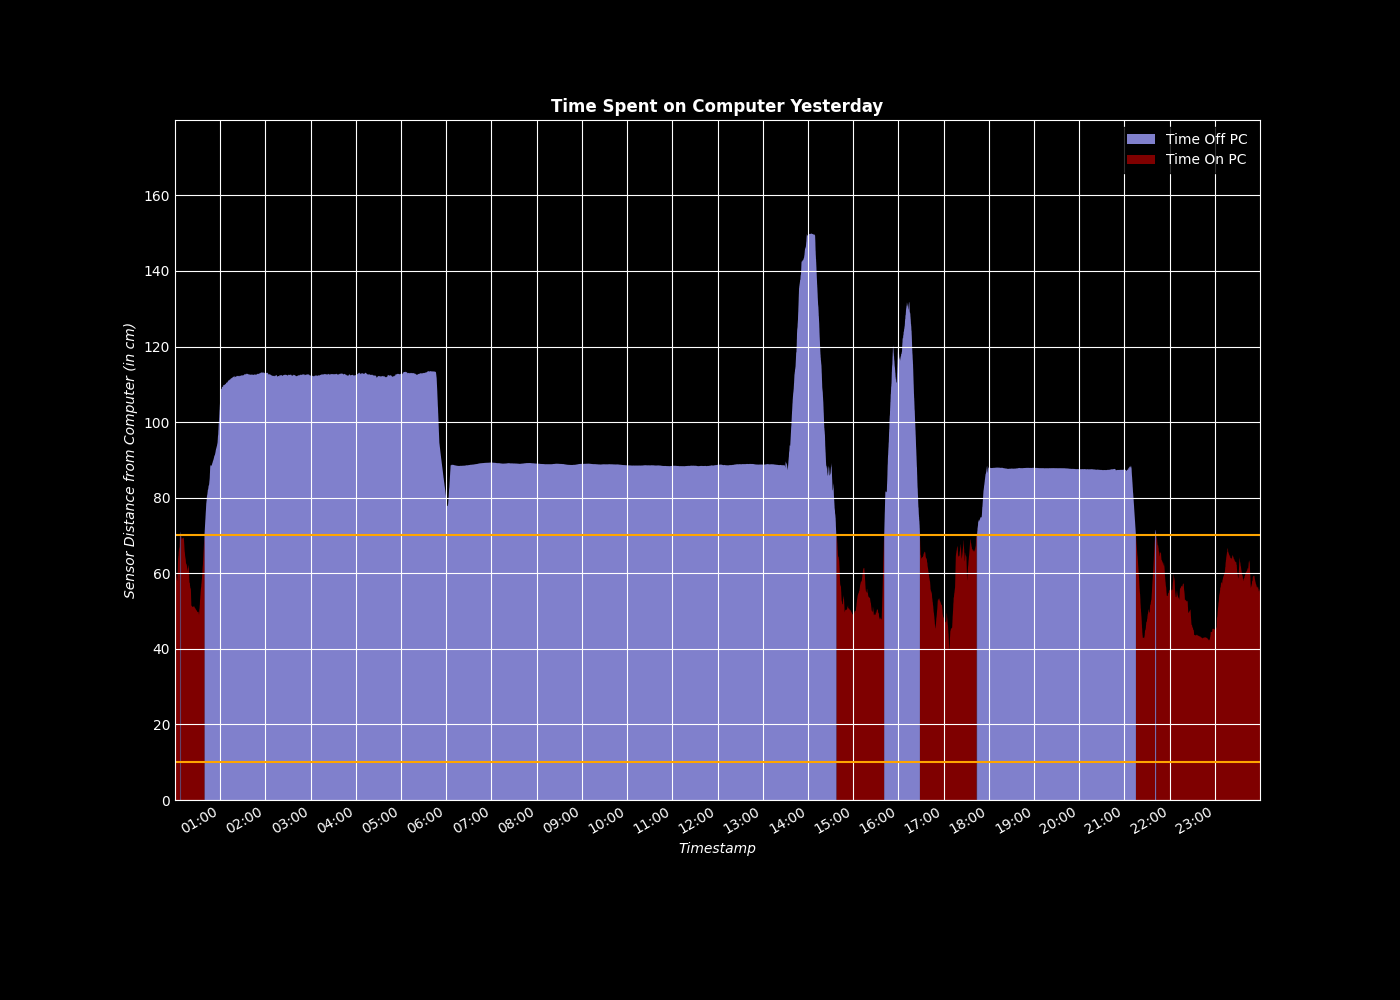 Time Spent on Computer Yesterday
Time Off PC
Time On PC
Sensor Distance from Computer (in cm)
160
140
120
100
80
60
40
20
0
01:00 02:00 03:00 04:00 05:00 06:00 07:00 08:00 09:00 10:00 11:00 12:00 13:00 14:00 15:00 16:00 17:00 18:00 19:00 20:00 21:00 22:00 23:00
Timestamp